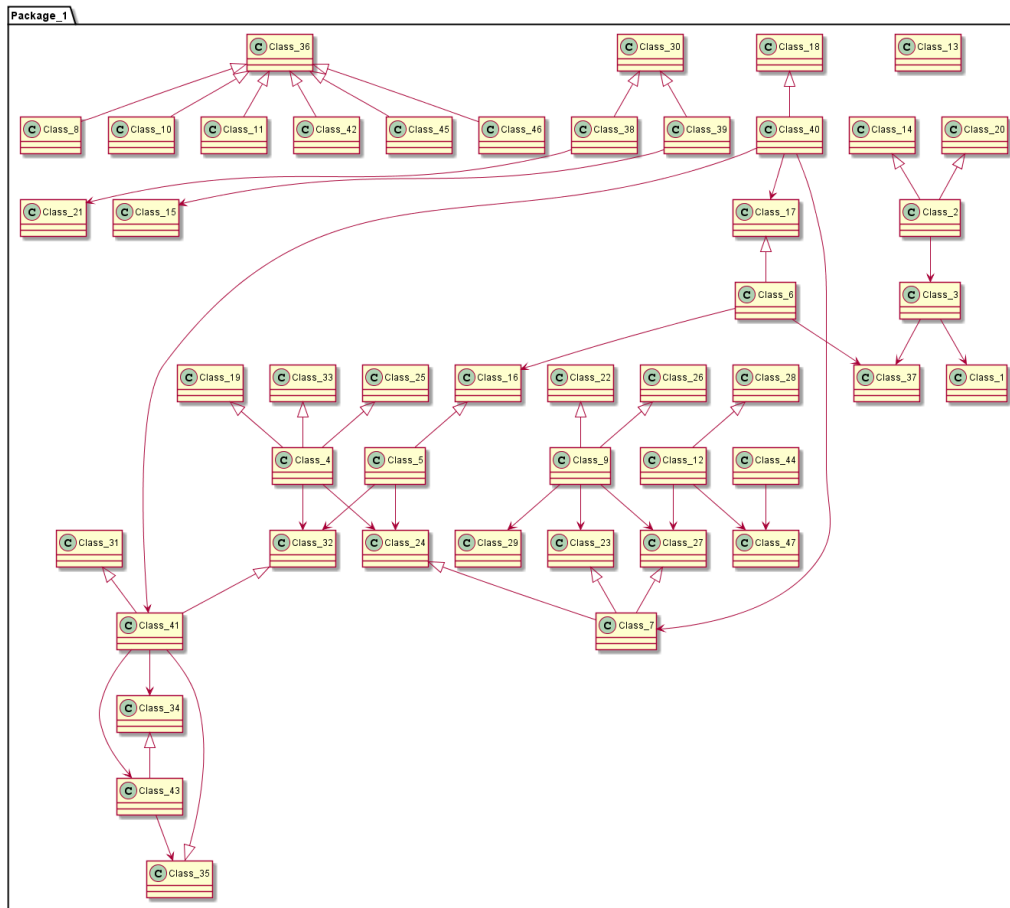 Package_1
C Class_36
C Class_30
C Class_18
C Class_13
C Class_8
C Class_10
C Class_11
C Class_42
C Class_45
C Class_46
C Class_38
C Class_39
C Class_40
C Class_14
C Class_20
C Class_21
C Class_15
C Class_17
C Class_2
C Class_6
C Class_3
C Class_19
C Class_33
C Class_25
C Class_16
C Class_22
C Class_26
C Class_28
C Class_37
C Class_1
C Class_4
C Class_5
C Class_9
C Class_12
C Class_44
C Class_31
C Class_32
C Class_24
C Class_29
C Class_23
C Class_27
C Class_47
C Class_41
C Class_7
C Class_34
C Class_43
C Class_35